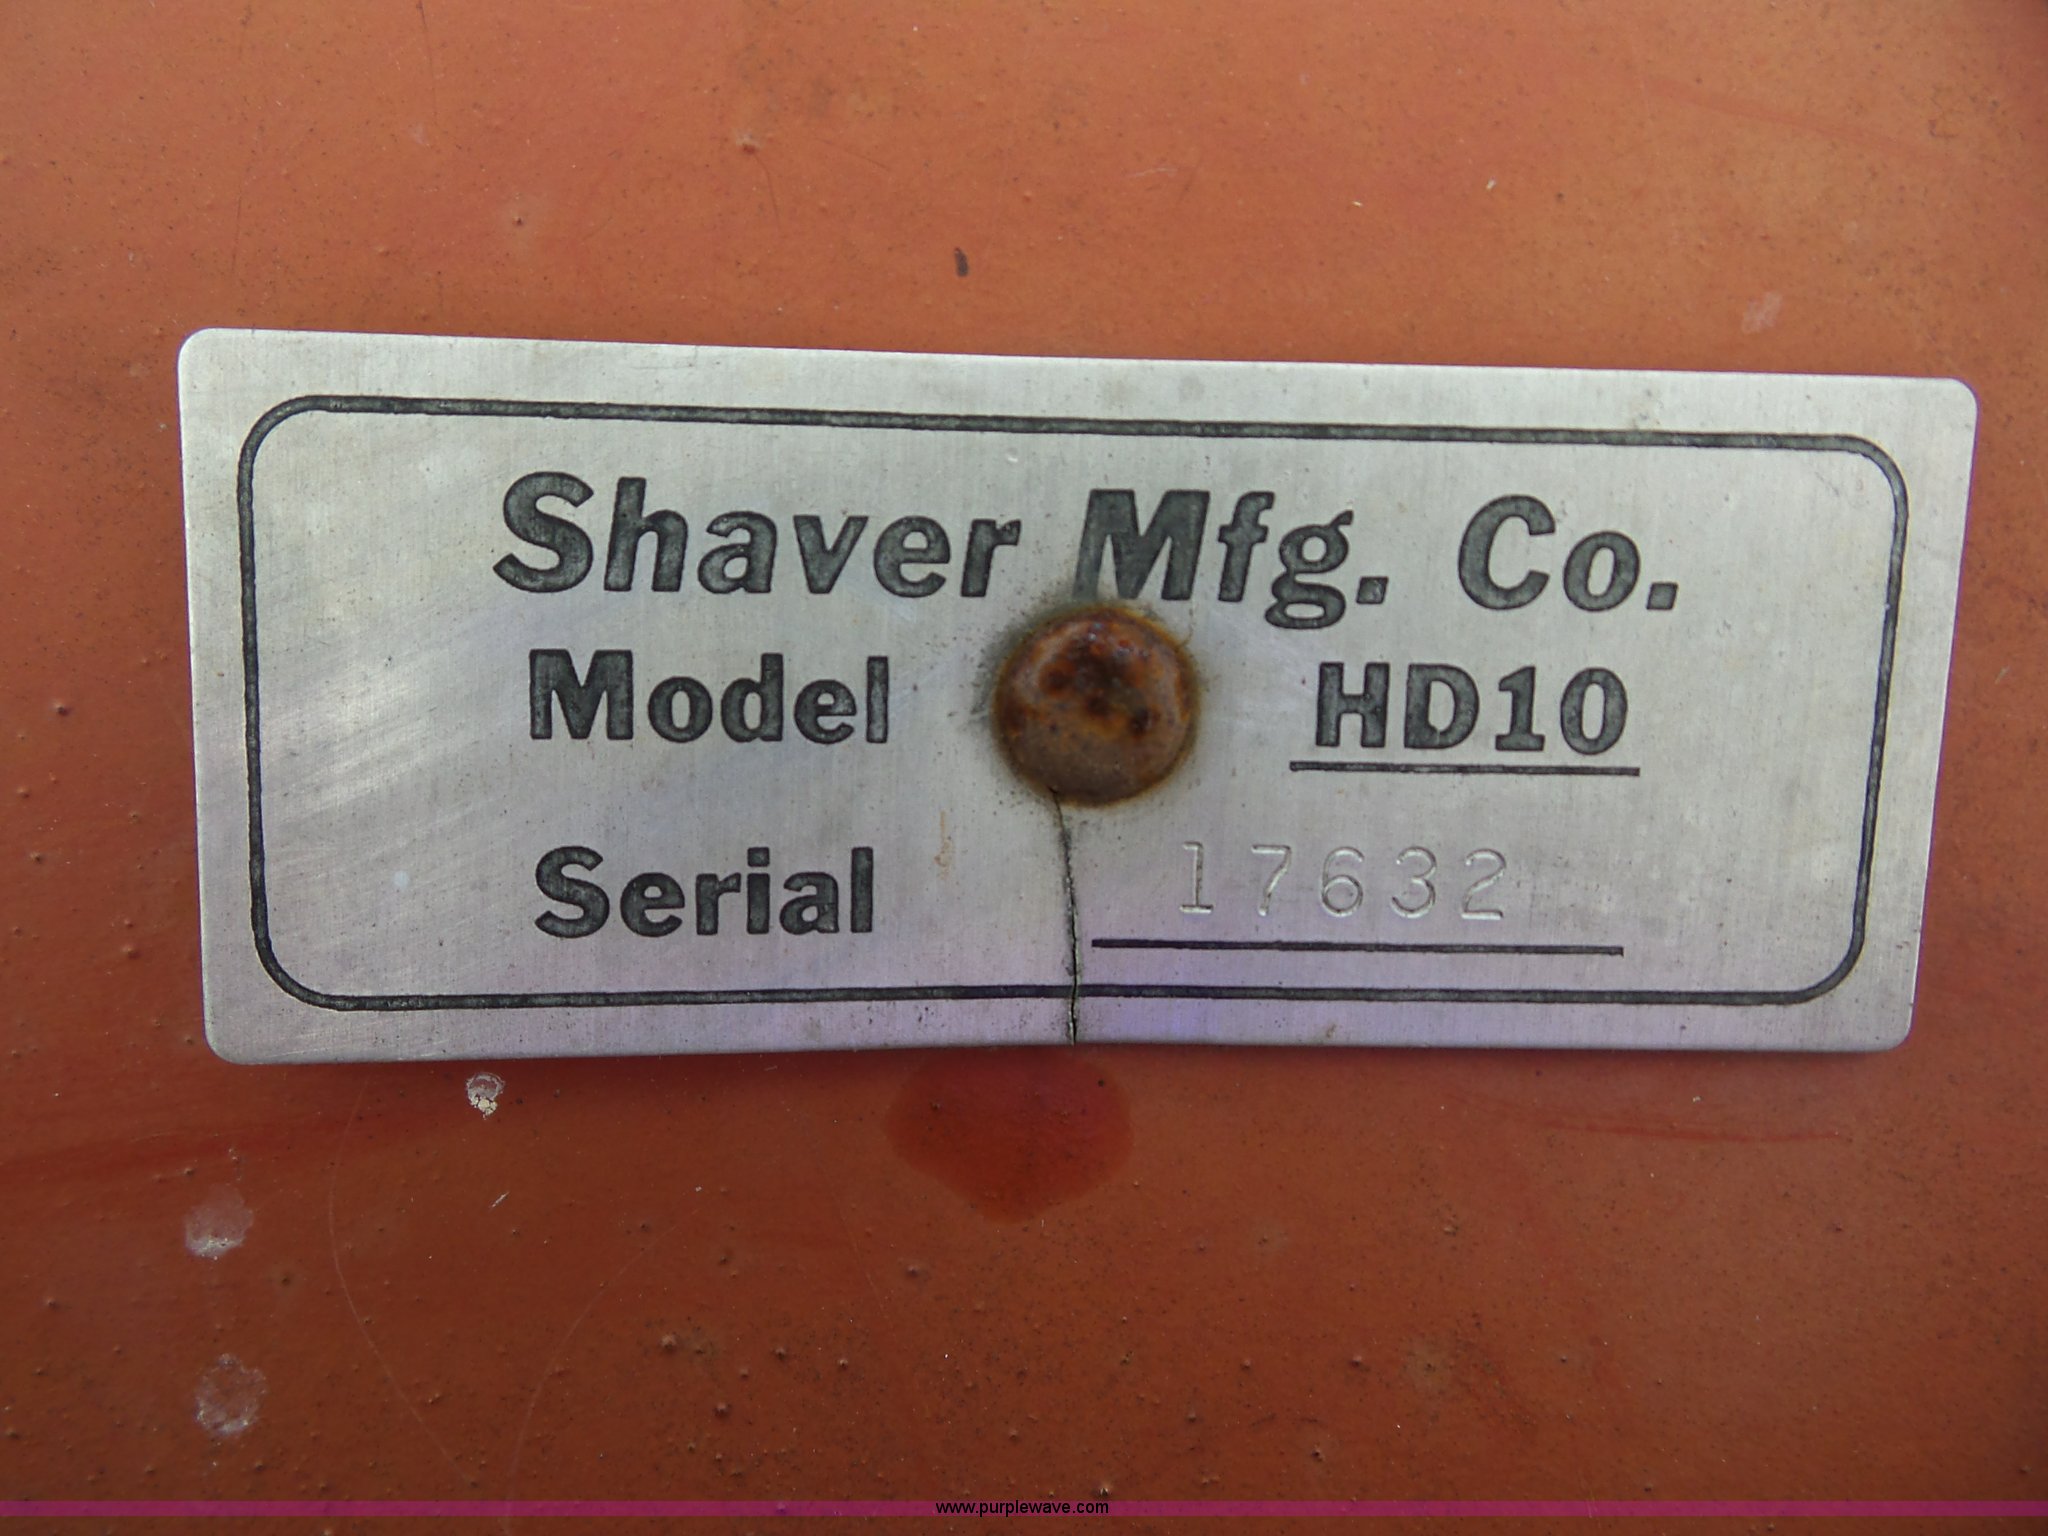 Shaver Mfg. Co.
Model HD10
Serial 17632
www.purplewave.com